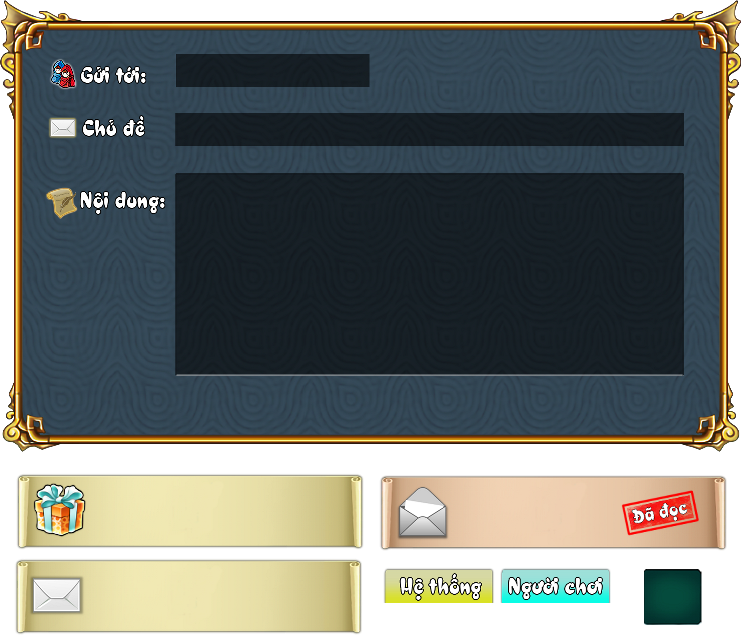 Gửi tới:
Chủ đề
Nội dung:
Đã đọc
Hệ thống
Người chơi